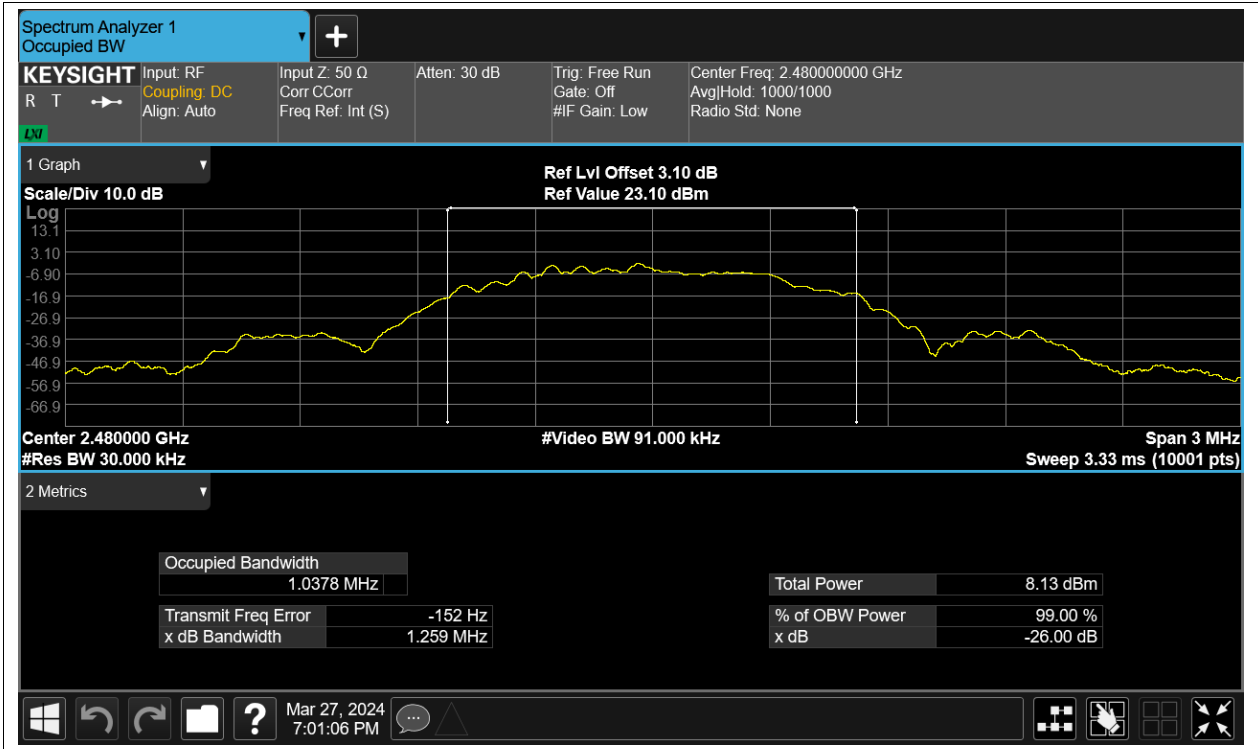 Spectrum Analyzer 1
Occupied BW
KEYSIGHT
R T
LXI
Input: RF
Coupling: DC
Align: Auto
Input Z: 50 Ω
Corr CCorr
Freq Ref: Int (S)
Atten: 30 dB
Trig: Free Run
Gate: Off
#IF Gain: Low
Center Freq: 2.480000000 GHz
Avg|Hold: 1000/1000
Radio Std: None
1 Graph
Scale/Div 10.0 dB
Ref Lvl Offset 3.10 dB
Ref Value 23.10 dBm
Log
13.1
3.10
-6.90
-16.9
-26.9
-36.9
-46.9
-56.9
-66.9
Center 2.480000 GHz
#Res BW 30.000 kHz
#Video BW 91.000 kHz
Span 3 MHz
Sweep 3.33 ms (10001 pts)
2 Metrics
Occupied Bandwidth
1.0378 MHz
Transmit Freq Error -152 Hz
x dB Bandwidth 1.259 MHz
Total Power 8.13 dBm
% of OBW Power 99.00 %
x dB -26.00 dB
?
Mar 27, 2024
7:01:06 PM